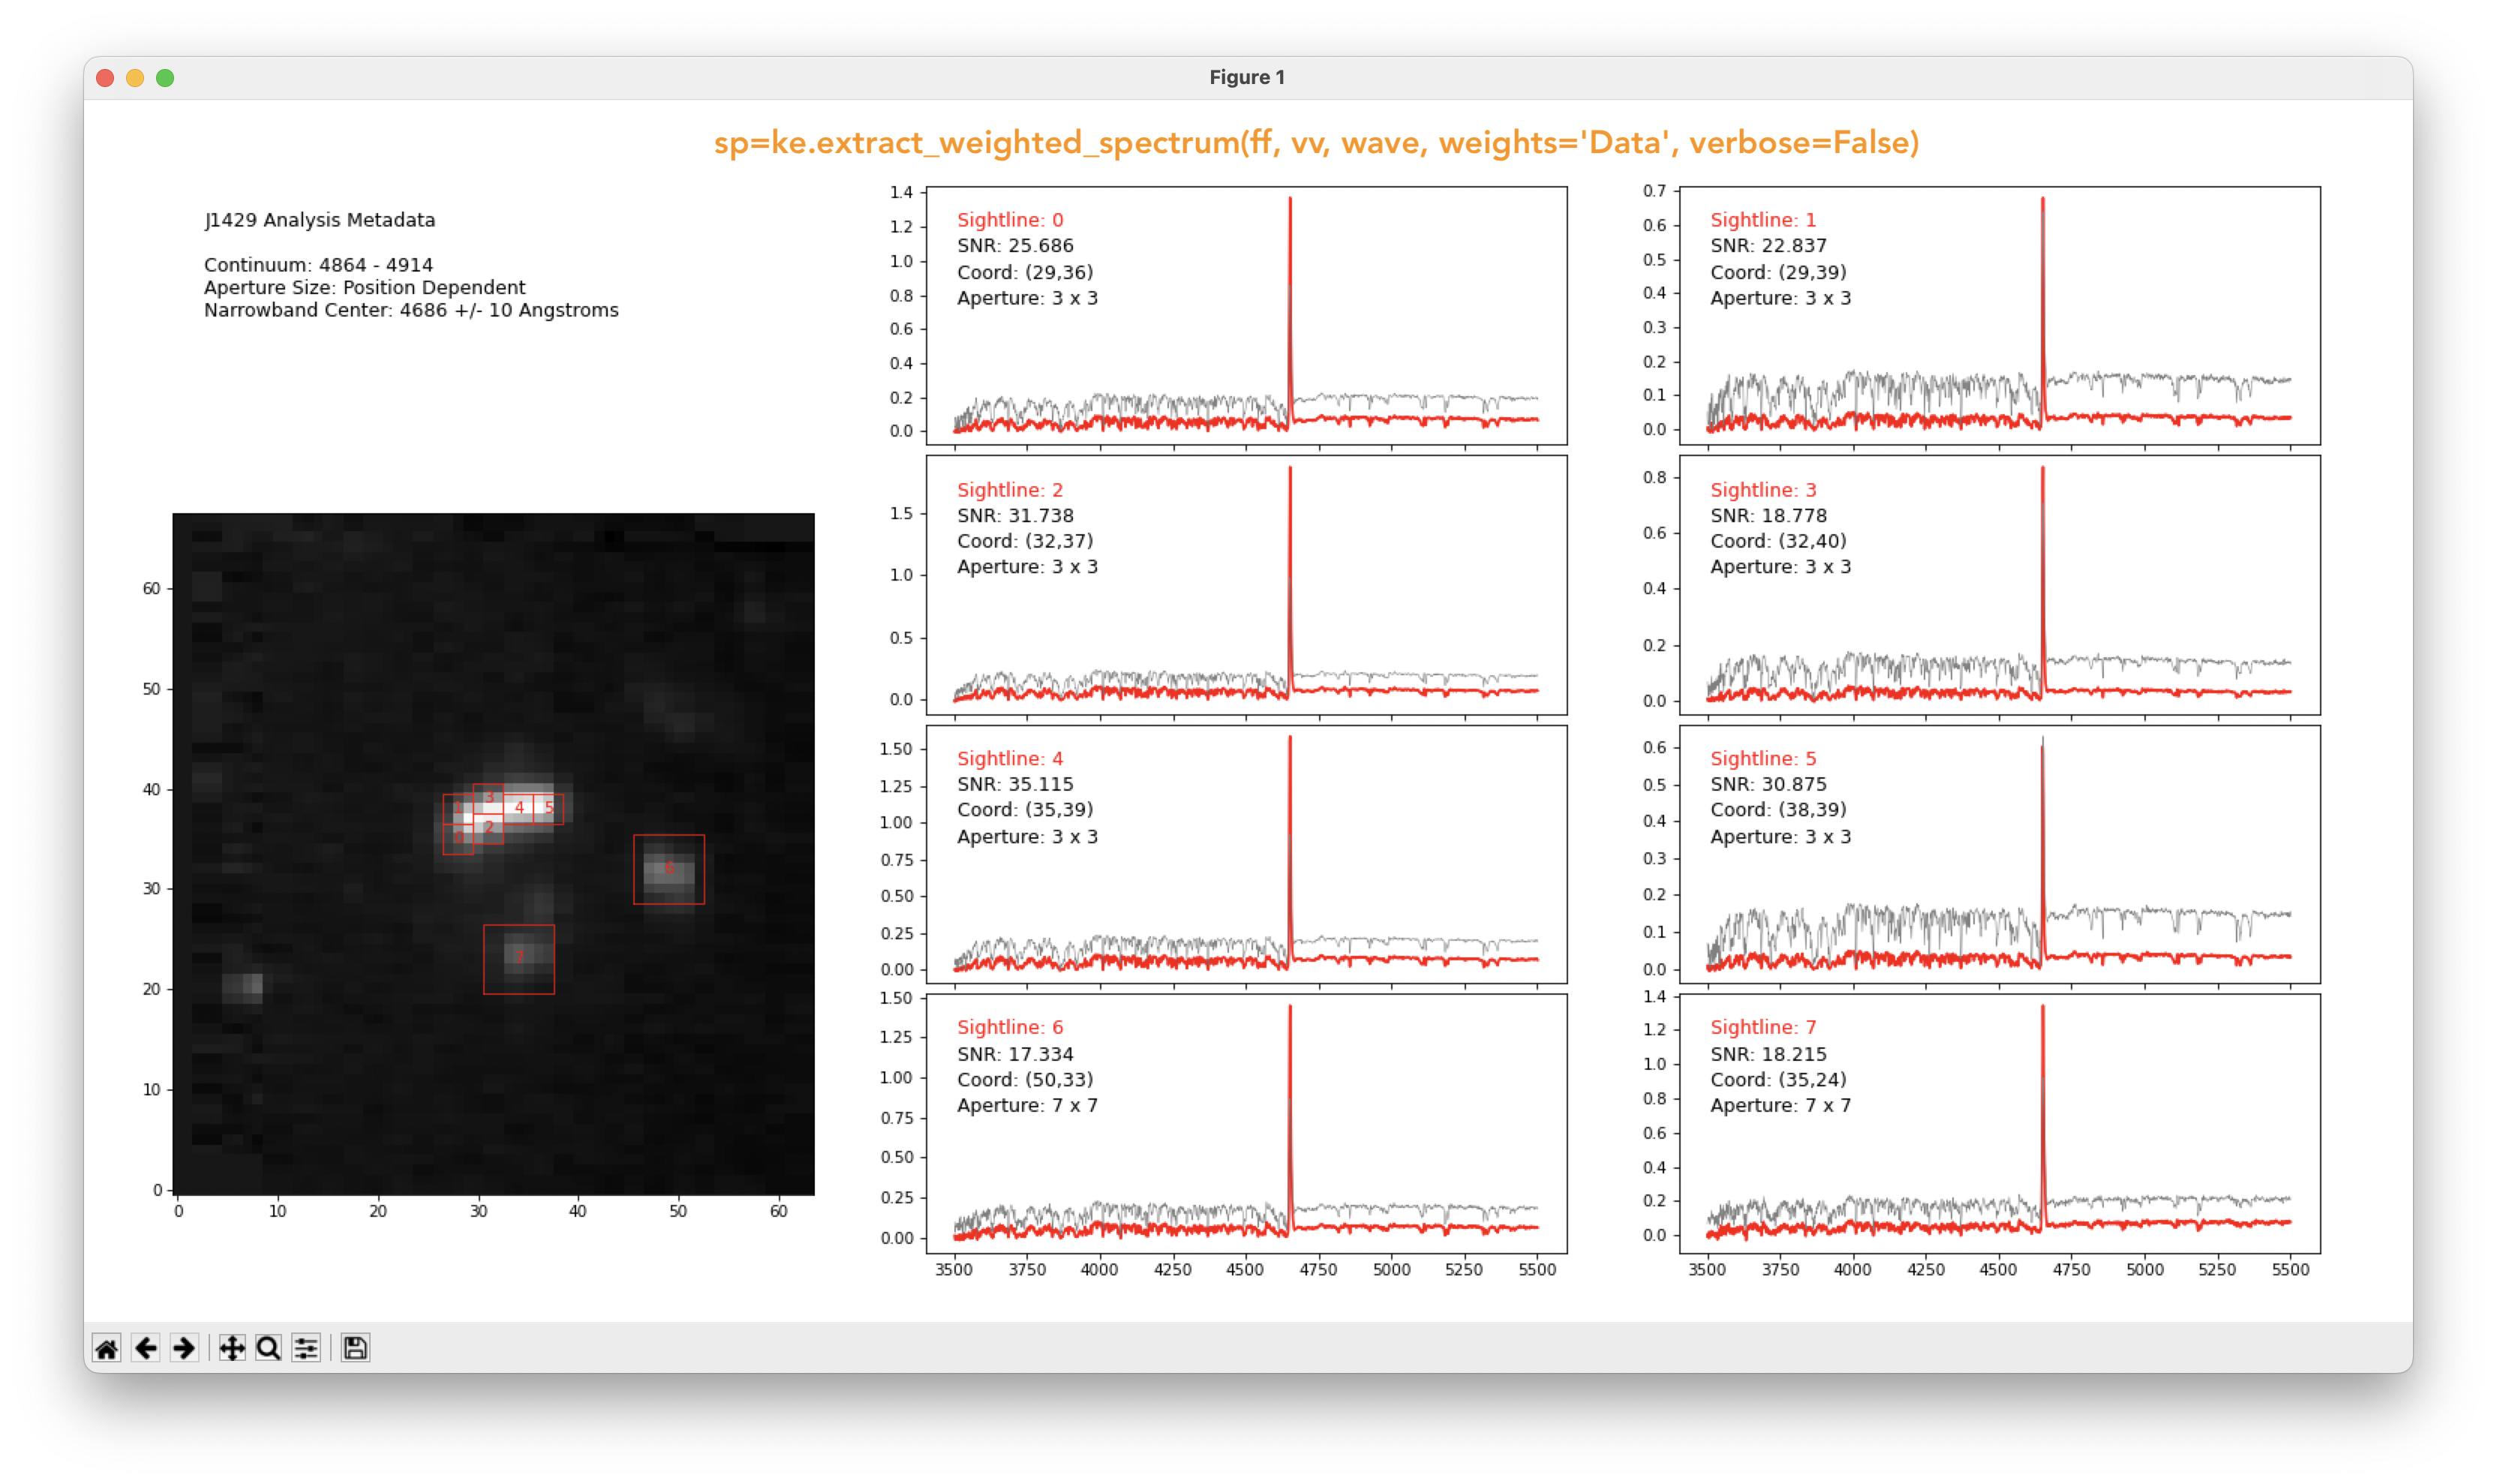 Figure 1
sp=ke.extract_weighted_spectrum(ff, vv, wave, weights='Data', verbose=False)
J1429 Analysis Metadata
Continuum: 4864 - 4914
Aperture Size: Position Dependent
Narrowband Center: 4686 +/- 10 Angstroms
60
50
40
30
20
10
0
0 10 20 30 40 50 60
1
3
4
5
0
2
6
7
1.4
1.2
1.0
0.8
0.6
0.4
0.2
0.0
Sightline: 0
SNR: 25.686
Coord: (29,36)
Aperture: 3 x 3
0.7
0.6
0.5
0.4
0.3
0.2
0.1
0.0
Sightline: 1
SNR: 22.837
Coord: (29,39)
Aperture: 3 x 3
1.5
1.0
0.5
0.0
Sightline: 2
SNR: 31.738
Coord: (32,37)
Aperture: 3 x 3
0.8
0.6
0.4
0.2
0.0
Sightline: 3
SNR: 18.778
Coord: (32,40)
Aperture: 3 x 3
1.50
1.25
1.00
0.75
0.50
0.25
0.00
Sightline: 4
SNR: 35.115
Coord: (35,39)
Aperture: 3 x 3
0.6
0.5
0.4
0.3
0.2
0.1
0.0
Sightline: 5
SNR: 30.875
Coord: (38,39)
Aperture: 3 x 3
1.50
1.25
1.00
0.75
0.50
0.25
0.00
Sightline: 6
SNR: 17.334
Coord: (50,33)
Aperture: 7 x 7
3500 3750 4000 4250 4500 4750 5000 5250 5500
1.4
1.2
1.0
0.8
0.6
0.4
0.2
0.0
Sightline: 7
SNR: 18.215
Coord: (35,24)
Aperture: 7 x 7
3500 3750 4000 4250 4500 4750 5000 5250 5500